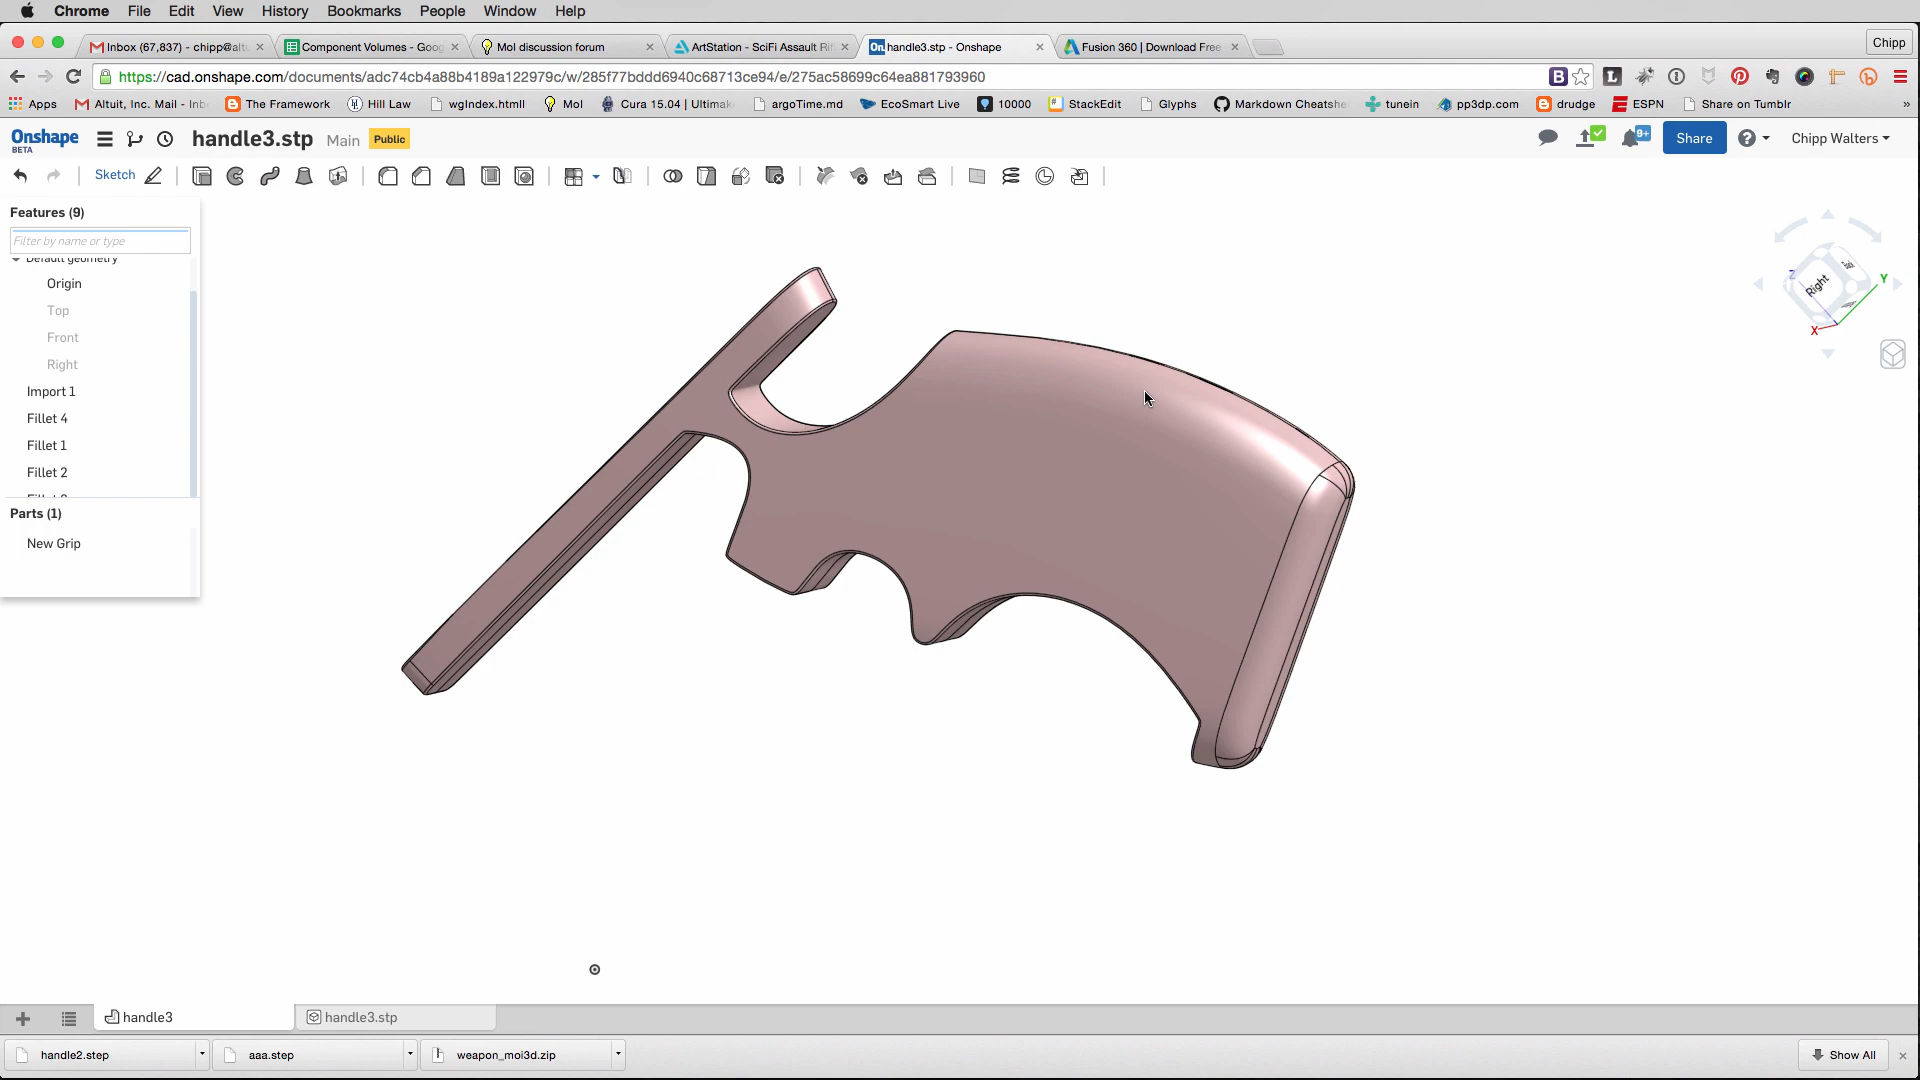 Chrome File Edit View History Bookmarks People Window Help
Inbox (67,837) - chipp@alt Component Volumes - Goog MoI discussion forum ArtStation - SciFi Assault Ri handle3.stp - Onshape Fusion 360 | Download Free Chipp
https://cad.onshape.com/documents/adc74cb4a88b4189a122979c/w/285f77bddd6940c68713ce94/e/275ac58699c64ea881793960
Apps Altuit, Inc. Mail - Inb The Framework Hill Law wgIndex.htmll MoI Cura 15.04 | Ultima argoTime.md EcoSmart Live 10000 StackEdit Glyphs Markdown Cheatshe tunein pp3dp.com drudge ESPN Share on Tumblr »
Onshape BETA handle3.stp Main Public 9+ Share Chipp Walters
Sketch
Features (9)
Filter by name or type
Default geometry
Origin
Top
Front
Right
Import 1
Fillet 4
Fillet 1
Fillet 2
Parts (1)
New Grip
Z Right Y
X
handle3 handle3.stp
handle2.step aaa.step weapon_moi3d.zip Show All